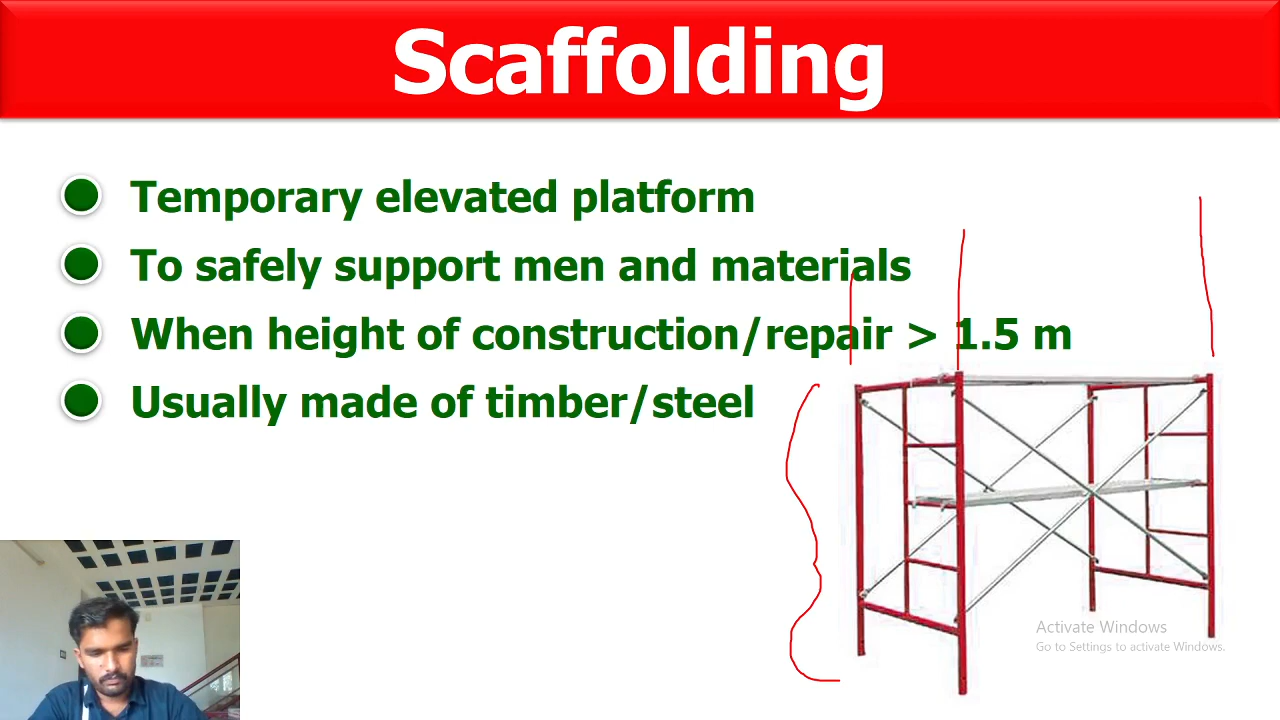 Scaffolding
Temporary elevated platform
To safely support men and materials
When height of construction/repair > 1.5 m
Usually made of timber/steel
Activate Windows
Go to Settings to activate Windows.